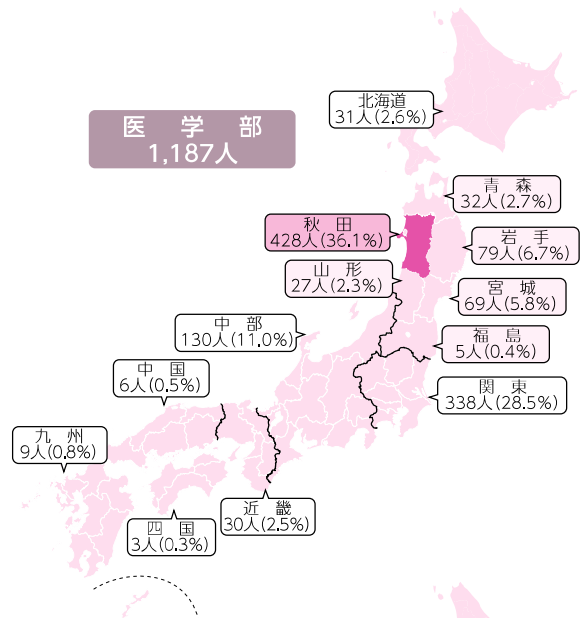 医学部
1,187人
北海道
31人(2.6%)
青森
32人(2.7%)
秋田
428人(36.1%)
岩手
79人(6.7%)
山形
27人(2.3%)
宮城
69人(5.8%)
中部
130人(11.0%)
福島
5人(0.4%)
中国
6人(0.5%)
関東
338人(28.5%)
九州
9人(0.8%)
近畿
30人(2.5%)
四国
3人(0.3%)